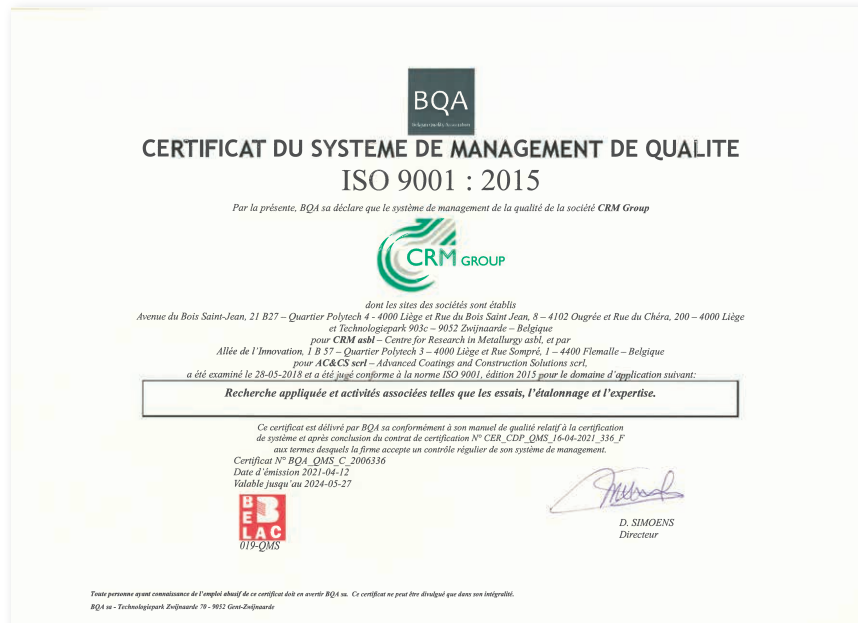 BQA
CERTIFICAT DU SYSTEME DE MANAGEMENT DE QUALITE
ISO 9001 : 2015
Par la présente, BQA sa déclare que le système de management de la qualité de la société CRM Group
CRM GROUP
dont les sites des sociétés sont établis
Avenue du Bois Saint-Jean, 21 B27 – Quartier Polytech 4 - 4000 Liège et Rue du Bois Saint Jean, 8 – 4102 Ougrée et Rue du Chéra, 200 – 4000 Liège
et Technologiepark 903c – 9052 Zwijnaarde – Belgique
pour CRM asbl – Centre for Research in Metallurgy asbl, et par
Allée de l'Innovation, 1 B 57 – Quartier Polytech 3 – 4000 Liège et Rue Sompré, 1 – 4400 Flemalle – Belgique
pour AC&CS scrl – Advanced Coatings and Construction Solutions scrl,
a été examiné le 28-05-2018 et a été jugé conforme à la norme ISO 9001, édition 2015 pour le domaine d'application suivant:
Recherche appliquée et activités associées telles que les essais, l'étalonnage et l'expertise.
Ce certificat est délivré par BQA sa conformément à son manuel de qualité relatif à la certification
de système et après conclusion du contrat de certification N° CER_CDP_QMS_16-04-2021_336_F
aux termes desquels la firme accepte un contrôle régulier de son système de management.
Certificat N° BQA_QMS_C_2006336
Date d'émission 2021-04-12
Valable jusqu'au 2024-05-27
BELAC
019-QMS
D. SIMOENS
Directeur
Toute personne ayant connaissance de l'emploi abusif de ce certificat doit en avertir BQA sa. Ce certificat ne peut être divulgué que dans son intégralité.
BQA sa - Technologiepark Zwijnaarde 70 - 9052 Gent-Zwijnaarde